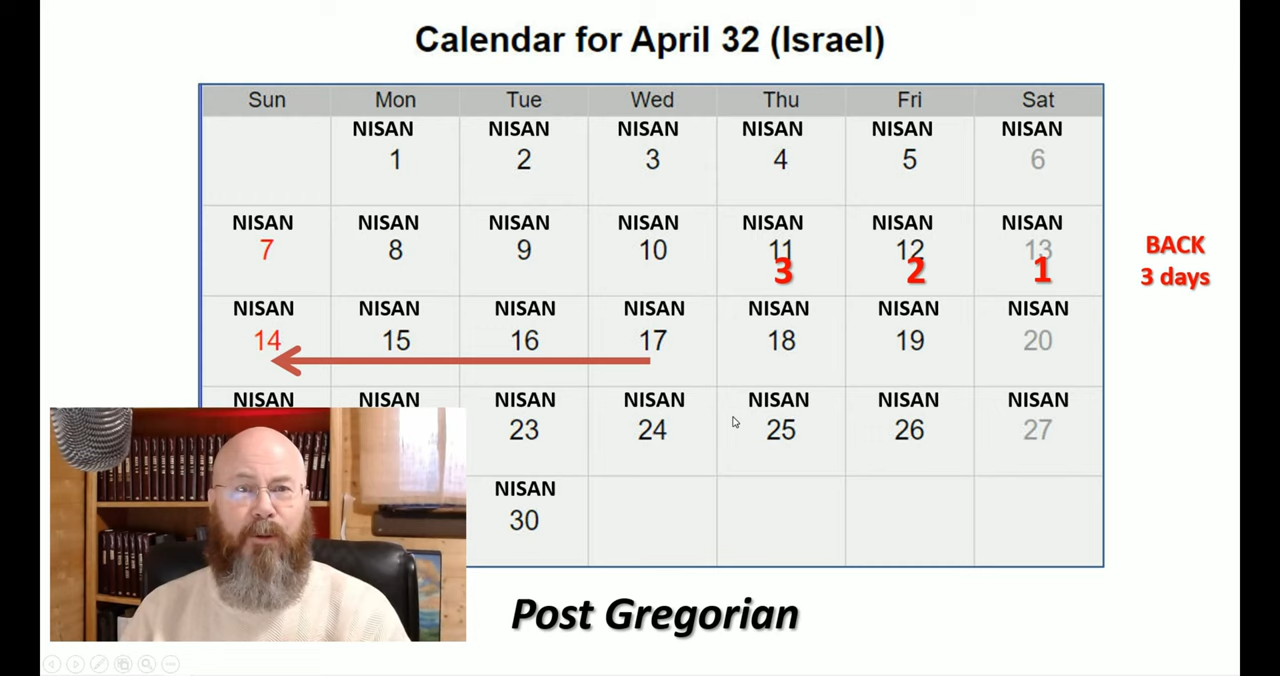 Calendar for April 32 (Israel)
Sun Mon Tue Wed Thu Fri Sat
NISAN NISAN NISAN NISAN NISAN NISAN
1 2 3 4 5 6
NISAN NISAN NISAN NISAN NISAN NISAN NISAN
7 8 9 10 11 12 13
3 2 1
BACK
3 days
NISAN NISAN NISAN NISAN NISAN NISAN NISAN
14 15 16 17 18 19 20
NISAN NISAN NISAN NISAN NISAN NISAN NISAN
23 24 25 26 27
NISAN
30
Post Gregorian